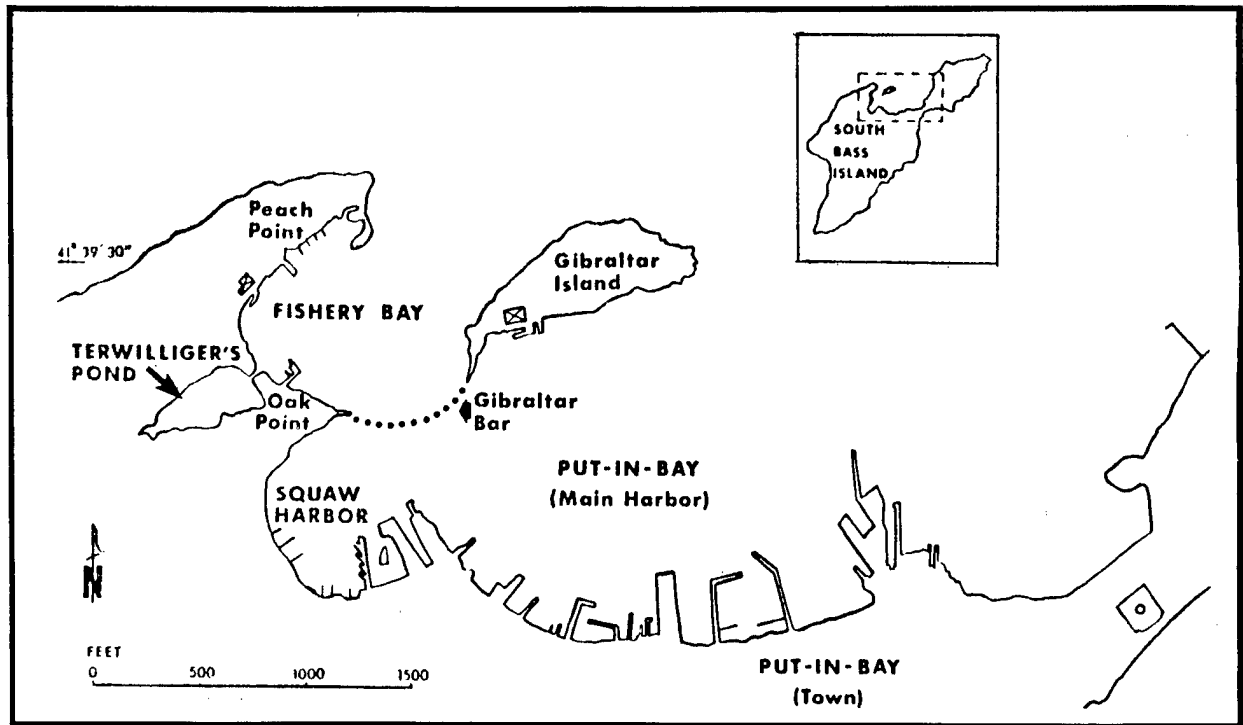 SOUTH
BASS
ISLAND
Peach
Point
41° 39' 30"
Gibraltar
Island
FISHERY BAY
TERWILLIGER'S
POND
Oak
Point
Gibraltar
Bar
PUT-IN-BAY
(Main Harbor)
SQUAW
HARBOR
N
FEET
0 500 1000 1500
PUT-IN-BAY
(Town)